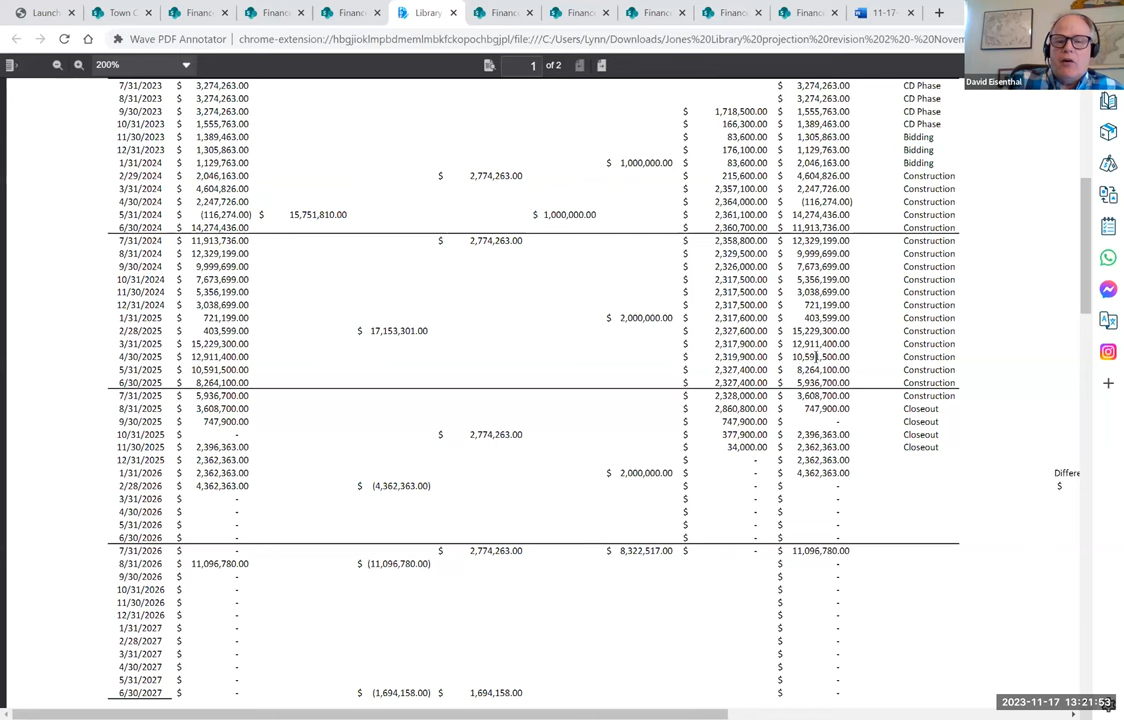 Launch Town C Finance Finance Finance Library Finance Finance Finance Finance Finance 11-17-
Wave PDF Annotator chrome-extension://hbgjioklmpbdmemlmbkfckopochbgjpl/file:///C:/Users/Lynn/Downloads/Jones%20Library%20projection%20revision%202%20-%20Novem
200% 1 of 2
David Eisenthal
7/31/2023 $ 3,274,263.00 $ 3,274,263.00 CD Phase
8/31/2023 $ 3,274,263.00 $ 3,274,263.00 CD Phase
9/30/2023 $ 3,274,263.00 $ 1,718,500.00 $ 1,555,763.00 CD Phase
10/31/2023 $ 1,555,763.00 $ 166,300.00 $ 1,389,463.00 CD Phase
11/30/2023 $ 1,389,463.00 $ 83,600.00 $ 1,305,863.00 Bidding
12/31/2023 $ 1,305,863.00 $ 176,100.00 $ 1,129,763.00 Bidding
1/31/2024 $ 1,129,763.00 $ 1,000,000.00 $ 83,600.00 $ 2,046,163.00 Bidding
2/29/2024 $ 2,046,163.00 $ 2,774,263.00 $ 215,600.00 $ 4,604,826.00 Construction
3/31/2024 $ 4,604,826.00 $ 2,357,100.00 $ 2,247,726.00 Construction
4/30/2024 $ 2,247,726.00 $ 2,364,000.00 $ (116,274.00) Construction
5/31/2024 $ (116,274.00) $ 15,751,810.00 $ 1,000,000.00 $ 2,361,100.00 $ 14,274,436.00 Construction
6/30/2024 $ 14,274,436.00 $ 2,360,700.00 $ 11,913,736.00 Construction
7/31/2024 $ 11,913,736.00 $ 2,774,263.00 $ 2,358,800.00 $ 12,329,199.00 Construction
8/31/2024 $ 12,329,199.00 $ 2,329,500.00 $ 9,999,699.00 Construction
9/30/2024 $ 9,999,699.00 $ 2,326,000.00 $ 7,673,699.00 Construction
10/31/2024 $ 7,673,699.00 $ 2,317,500.00 $ 5,356,199.00 Construction
11/30/2024 $ 5,356,199.00 $ 2,317,500.00 $ 3,038,699.00 Construction
12/31/2024 $ 3,038,699.00 $ 2,317,500.00 $ 721,199.00 Construction
1/31/2025 $ 721,199.00 $ 2,000,000.00 $ 2,317,600.00 $ 403,599.00 Construction
2/28/2025 $ 403,599.00 $ 17,153,301.00 $ 2,327,600.00 $ 15,229,300.00 Construction
3/31/2025 $ 15,229,300.00 $ 2,317,900.00 $ 12,911,400.00 Construction
4/30/2025 $ 12,911,400.00 $ 2,319,900.00 $ 10,591,500.00 Construction
5/31/2025 $ 10,591,500.00 $ 2,327,400.00 $ 8,264,100.00 Construction
6/30/2025 $ 8,264,100.00 $ 2,327,400.00 $ 5,936,700.00 Construction
7/31/2025 $ 5,936,700.00 $ 2,328,000.00 $ 3,608,700.00 Construction
8/31/2025 $ 3,608,700.00 $ 2,860,800.00 $ 747,900.00 Closeout
9/30/2025 $ 747,900.00 $ 747,900.00 $ - Closeout
10/31/2025 $ - $ 2,774,263.00 $ 377,900.00 $ 2,396,363.00 Closeout
11/30/2025 $ 2,396,363.00 $ 34,000.00 $ 2,362,363.00 Closeout
12/31/2025 $ 2,362,363.00 $ - $ 2,362,363.00
1/31/2026 $ 2,362,363.00 $ 2,000,000.00 $ - $ 4,362,363.00 Differe
2/28/2026 $ 4,362,363.00 $ (4,362,363.00) $ - $ - $
3/31/2026 $ - $ - $ -
4/30/2026 $ - $ - $ -
5/31/2026 $ - $ - $ -
6/30/2026 $ - $ - $ -
7/31/2026 $ - $ 2,774,263.00 $ 8,322,517.00 $ - $ 11,096,780.00
8/31/2026 $ 11,096,780.00 $ (11,096,780.00) $ -
9/30/2026 $ - $ -
10/31/2026 $ - $ -
11/30/2026 $ - $ -
12/31/2026 $ - $ -
1/31/2027 $ - $ -
2/28/2027 $ - $ -
3/31/2027 $ - $ -
4/30/2027 $ - $ -
5/31/2027 $ - $ -
6/30/2027 $ - $ (1,694,158.00) $ 1,694,158.00 $ -
2023-11-17 13:21:53